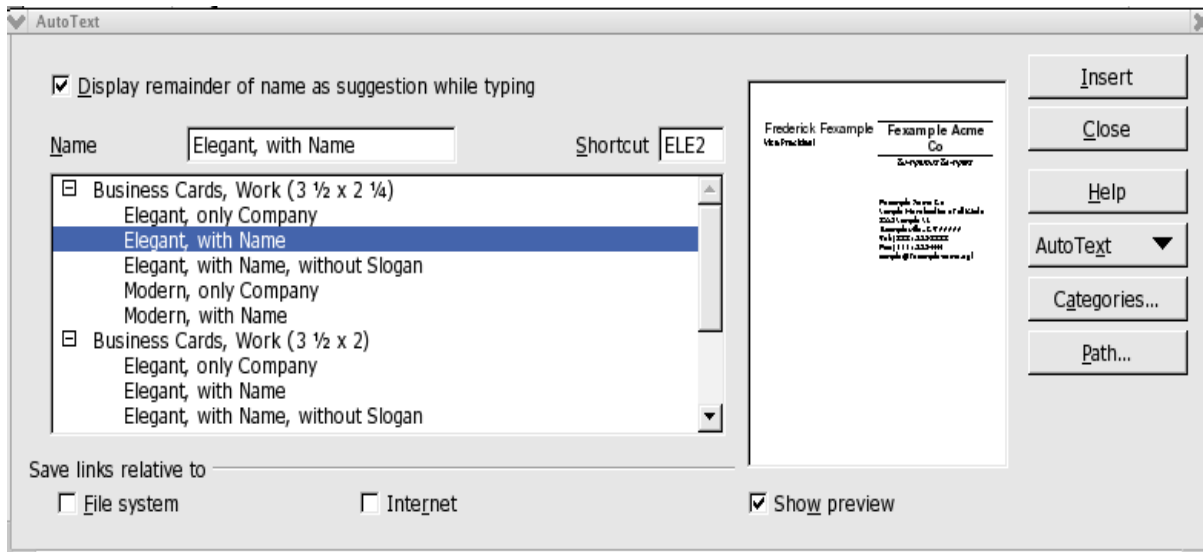 AutoText
Display remainder of name as suggestion while typing
Insert
Name Elegant, with Name Shortcut ELE2
Close
Business Cards, Work (3 ½ x 2 ¼)
Elegant, only Company
Elegant, with Name
Elegant, with Name, without Slogan
Modern, only Company
Modern, with Name
Business Cards, Work (3 ½ x 2)
Elegant, only Company
Elegant, with Name
Elegant, with Name, without Slogan
Frederick Fexample
Vice President
Fexample Acme
Co
Help
AutoText
Categories...
Path...
Save links relative to
File system Internet Show preview